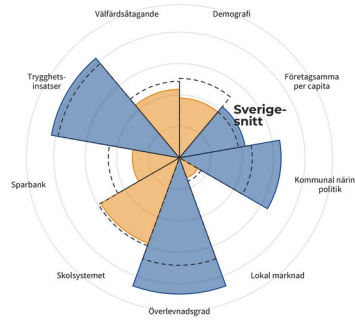 Välfärdsåtagande
Demografi
Trygghets-
insatser
Företagsamma
per capita
Sverige-
snitt
Sparbank
Kommunal närin
politik
Skolsystemet
Lokal marknad
Överlevnadsgrad